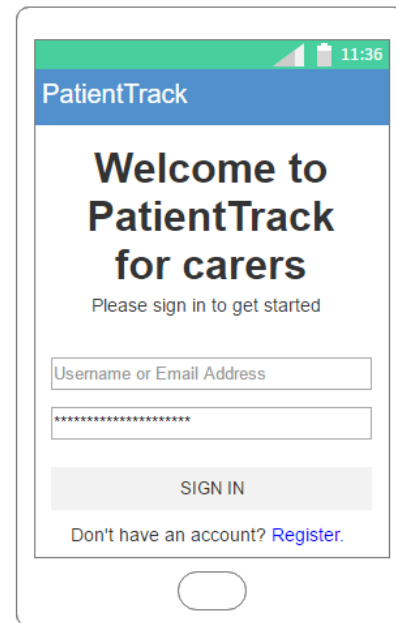 11:36
PatientTrack
Welcome to
PatientTrack
for carers
Please sign in to get started
Username or Email Address
*********************
SIGN IN
Don't have an account? Register.